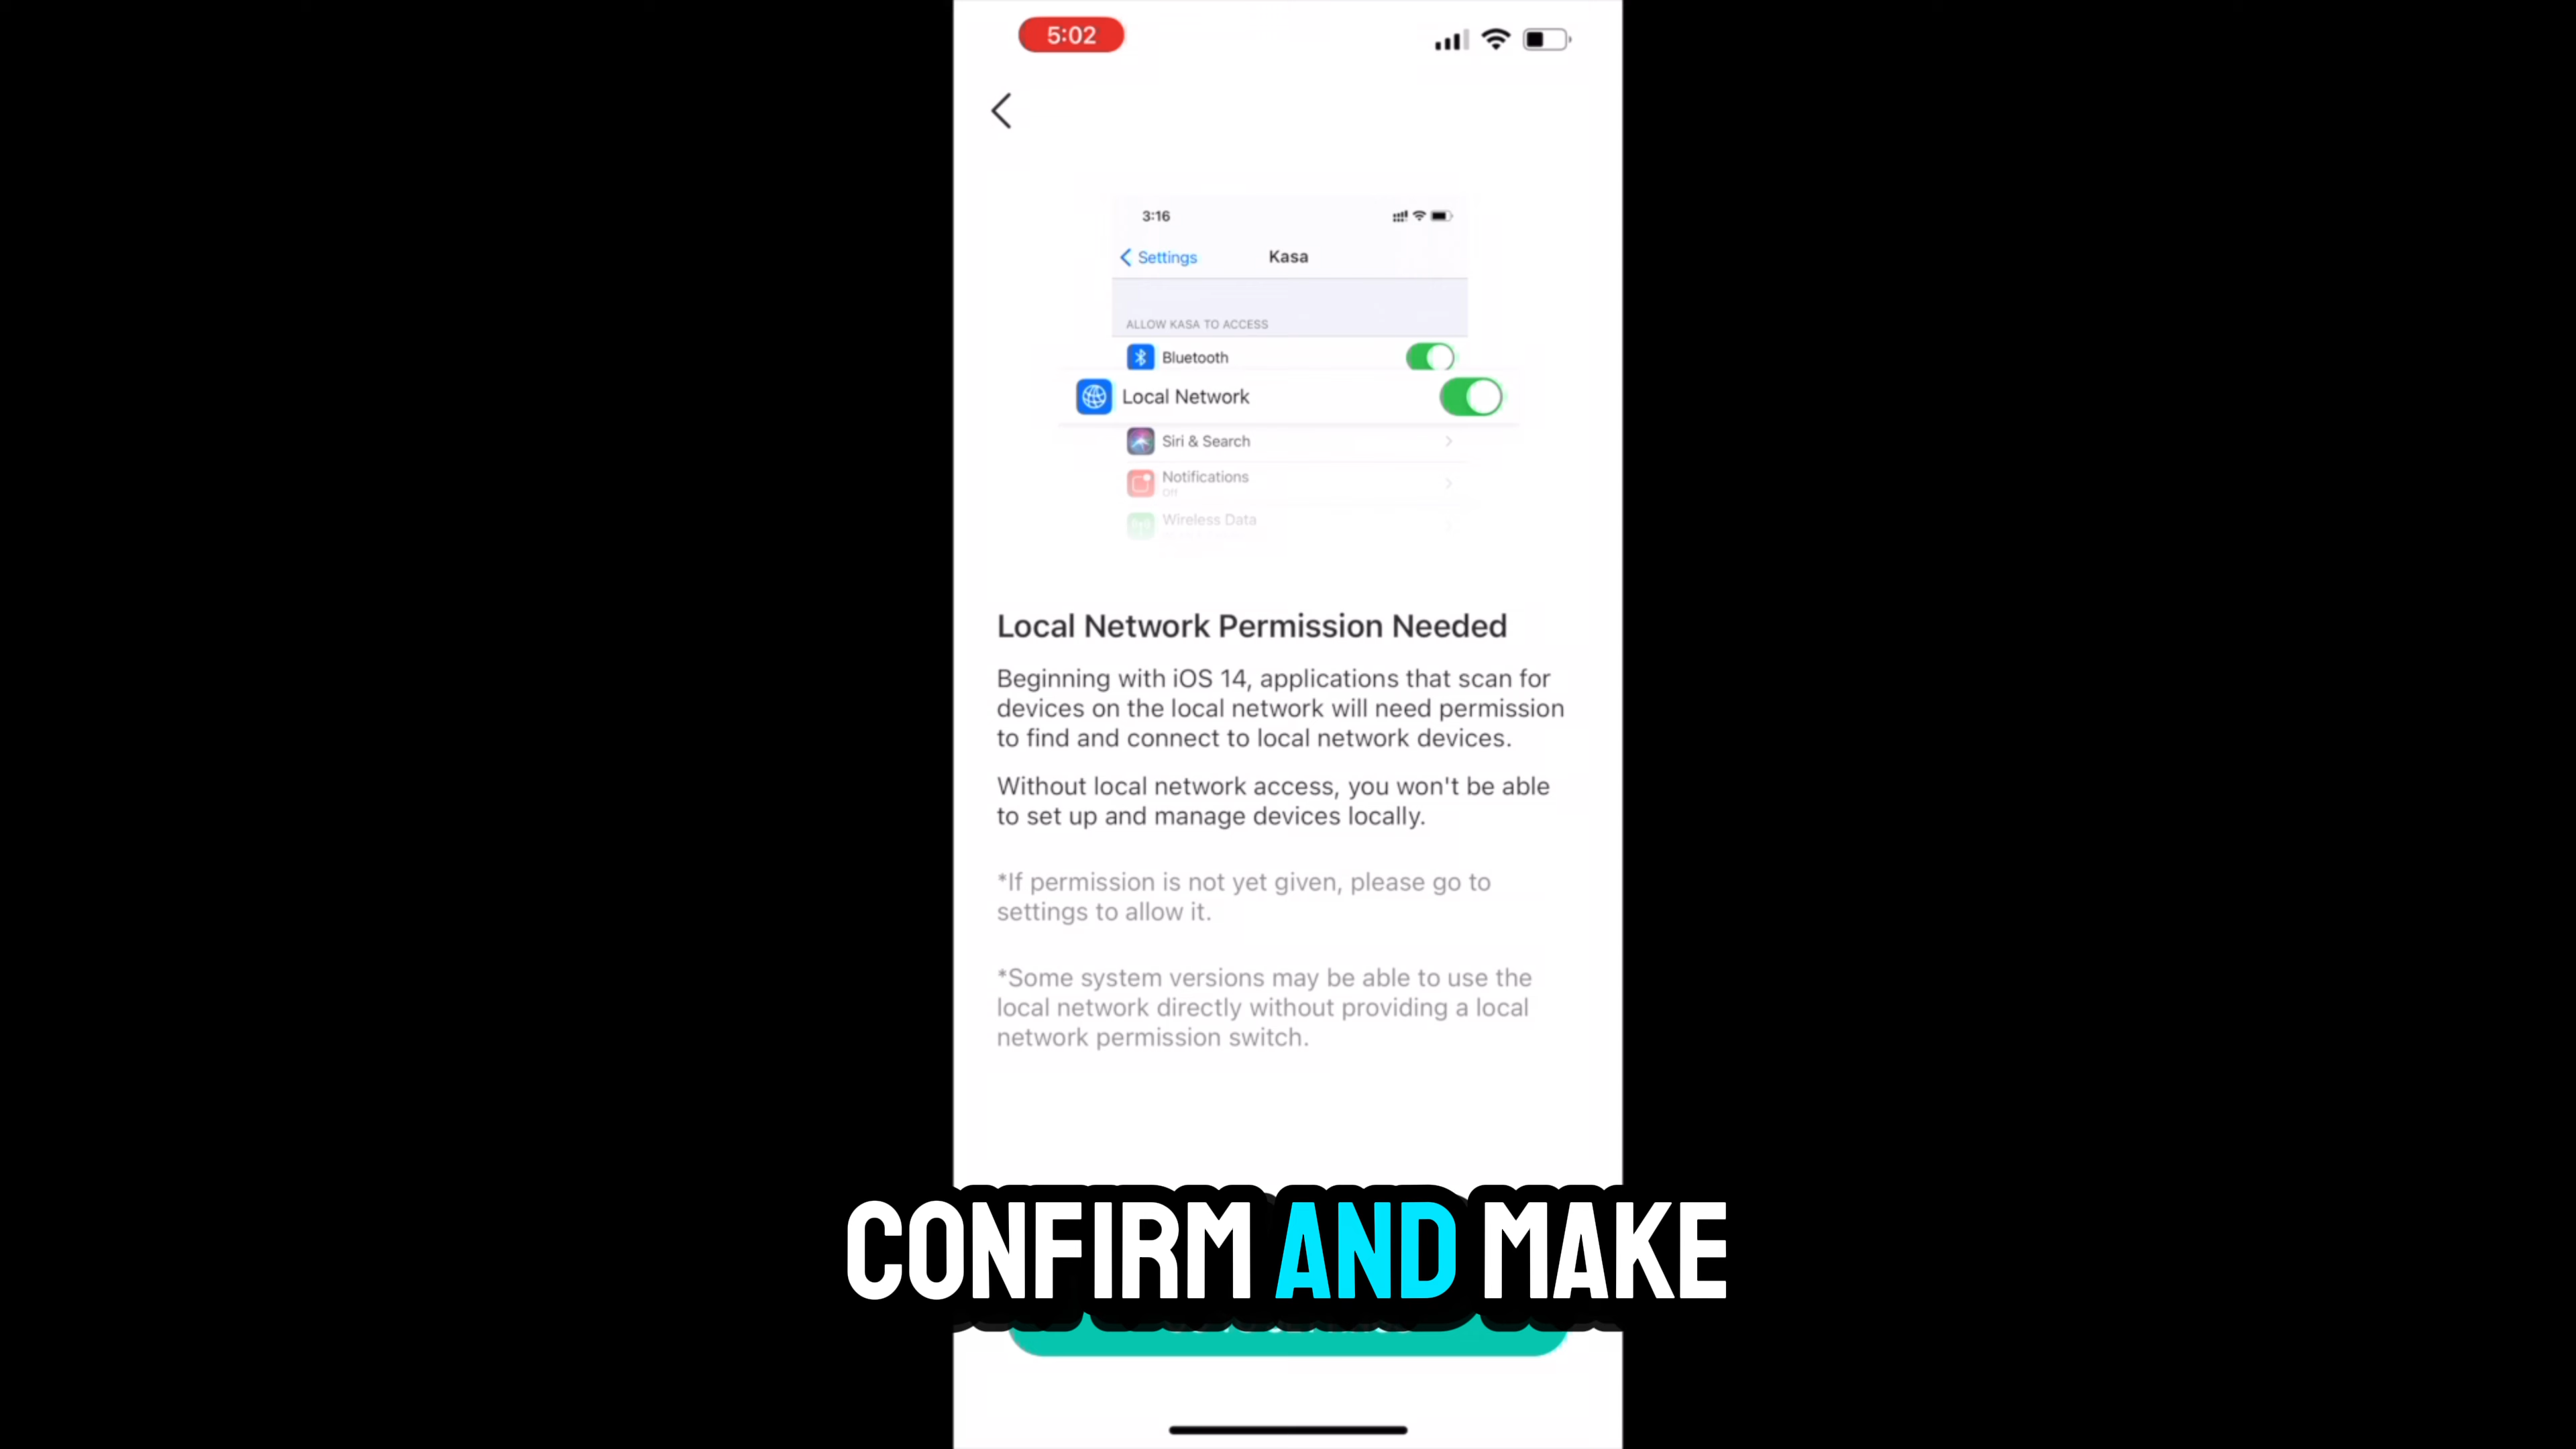 5:02
3:16
Settings
Kasa
ALLOW KASA TO ACCESS
Bluetooth
Local Network
Siri & Search
Notifications
Off
Wireless Data
Local Network Permission Needed
Beginning with iOS 14, applications that scan for
devices on the local network will need permission
to find and connect to local network devices.
Without local network access, you won't be able
to set up and manage devices locally.
*If permission is not yet given, please go to
settings to allow it.
*Some system versions may be able to use the
local network directly without providing a local
network permission switch.
CONFIRM AND MAKE